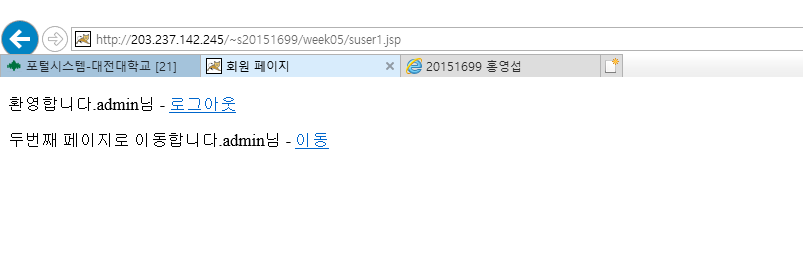 http://203.237.142.245/~s20151699/week05/suser1.jsp
포털시스템-대전대학교 [21]
회원 페이지
20151699 홍영섭
환영합니다.admin님 - 로그아웃
두번째 페이지로 이동합니다.admin님 - 이동